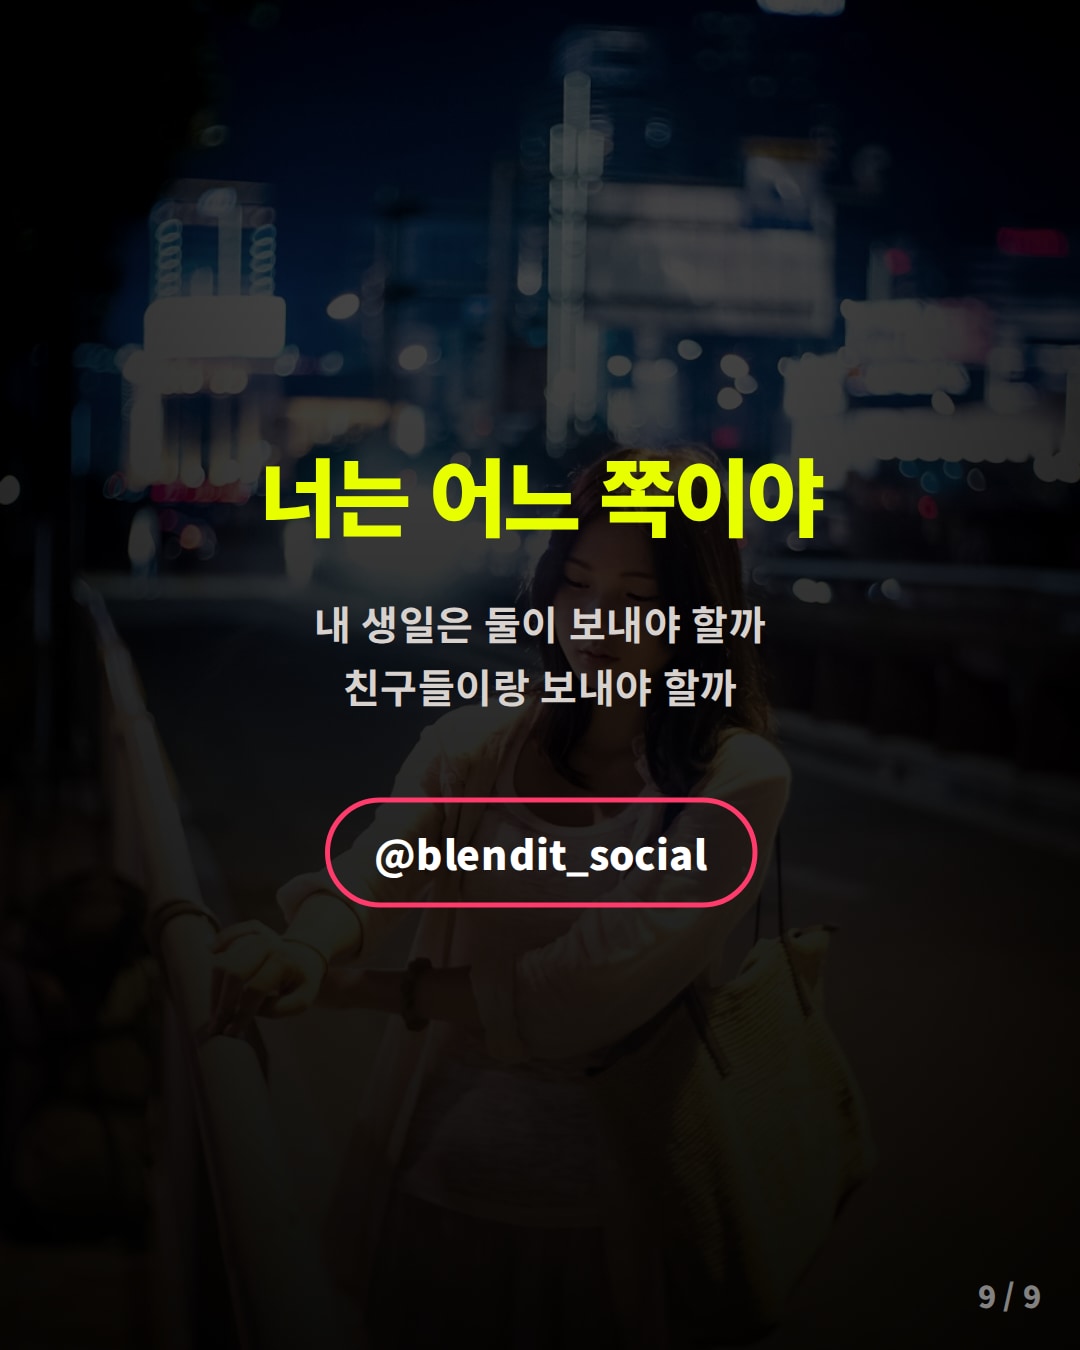 너는 어느 쪽이야
내 생일은 둘이 보내야 할까
친구들이랑 보내야 할까
@blendit_social
9 / 9